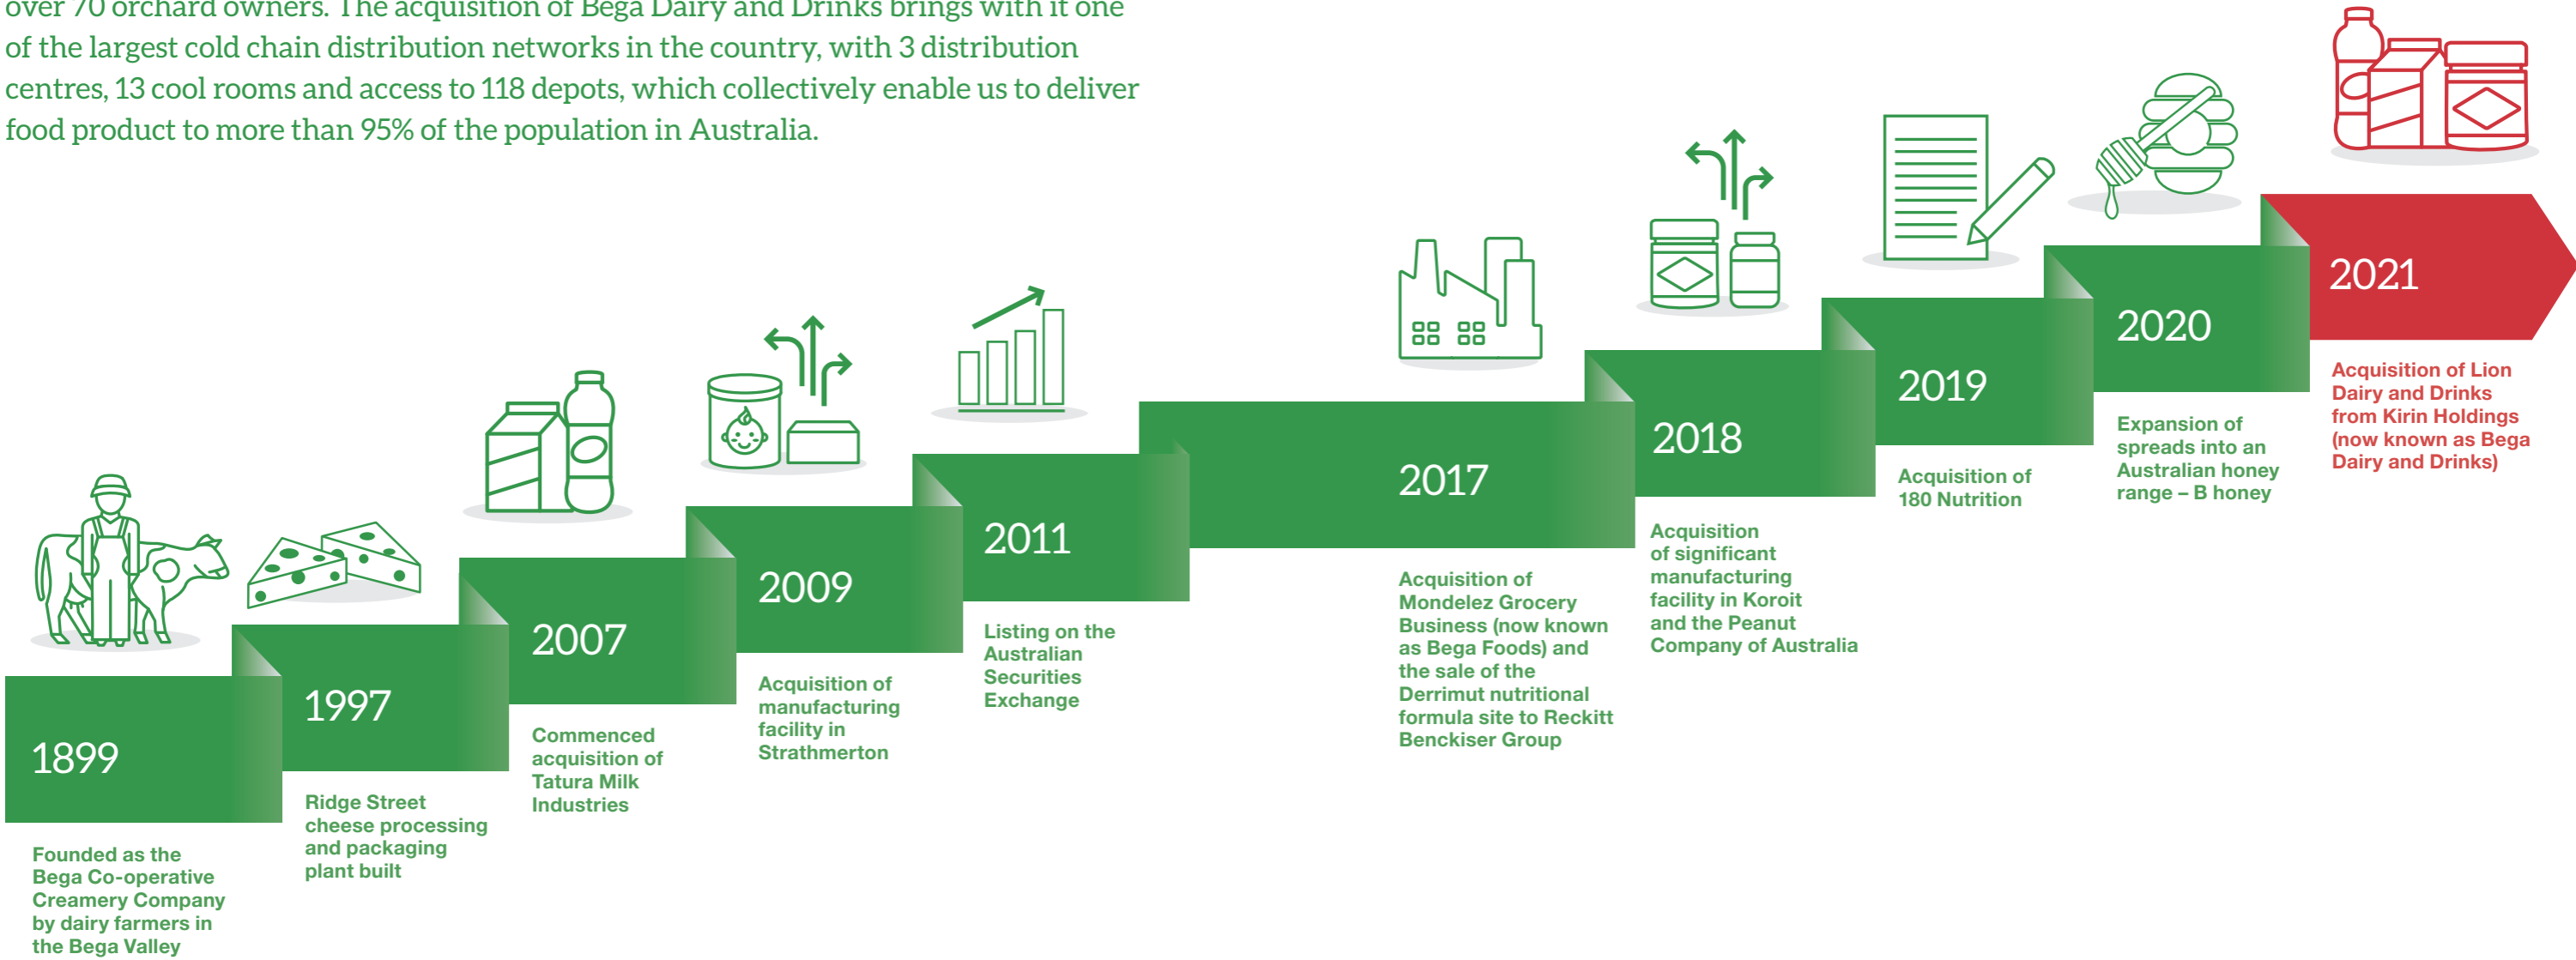 over 70 orchard owners. The acquisition of Bega Dairy and Drinks brings with it one
of the largest cold chain distribution networks in the country, with 3 distribution
centres, 13 cool rooms and access to 118 depots, which collectively enable us to deliver
food product to more than 95% of the population in Australia.
1899
Founded as the
Bega Co-operative
Creamery Company
by dairy farmers in
the Bega Valley
1997
Ridge Street
cheese processing
and packaging
plant built
2007
Commenced
acquisition of
Tatura Milk
Industries
2009
Acquisition of
manufacturing
facility in
Strathmerton
2011
Listing on the
Australian
Securities
Exchange
2017
Acquisition of
Mondelez Grocery
Business (now known
as Bega Foods) and
the sale of the
Derrimut nutritional
formula site to Reckitt
Benckiser Group
2018
Acquisition
of significant
manufacturing
facility in Koroit
and the Peanut
Company of Australia
2019
Acquisition of
180 Nutrition
2020
Expansion of
spreads into an
Australian honey
range – B honey
2021
Acquisition of Lion
Dairy and Drinks
from Kirin Holdings
(now known as Bega
Dairy and Drinks)